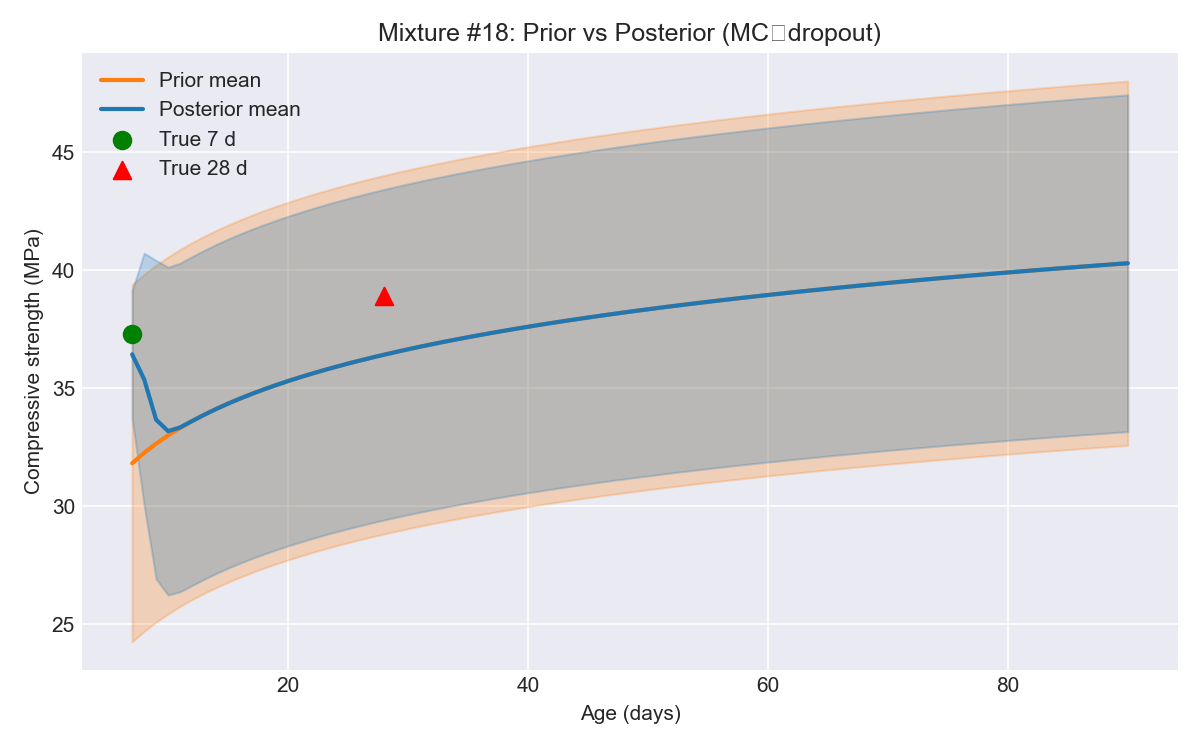 Mixture #18: Prior vs Posterior (MC□dropout)
Prior mean
Posterior mean
True 7 d
True 28 d
Compressive strength (MPa)
45
40
35
30
25
20
40
60
80
Age (days)